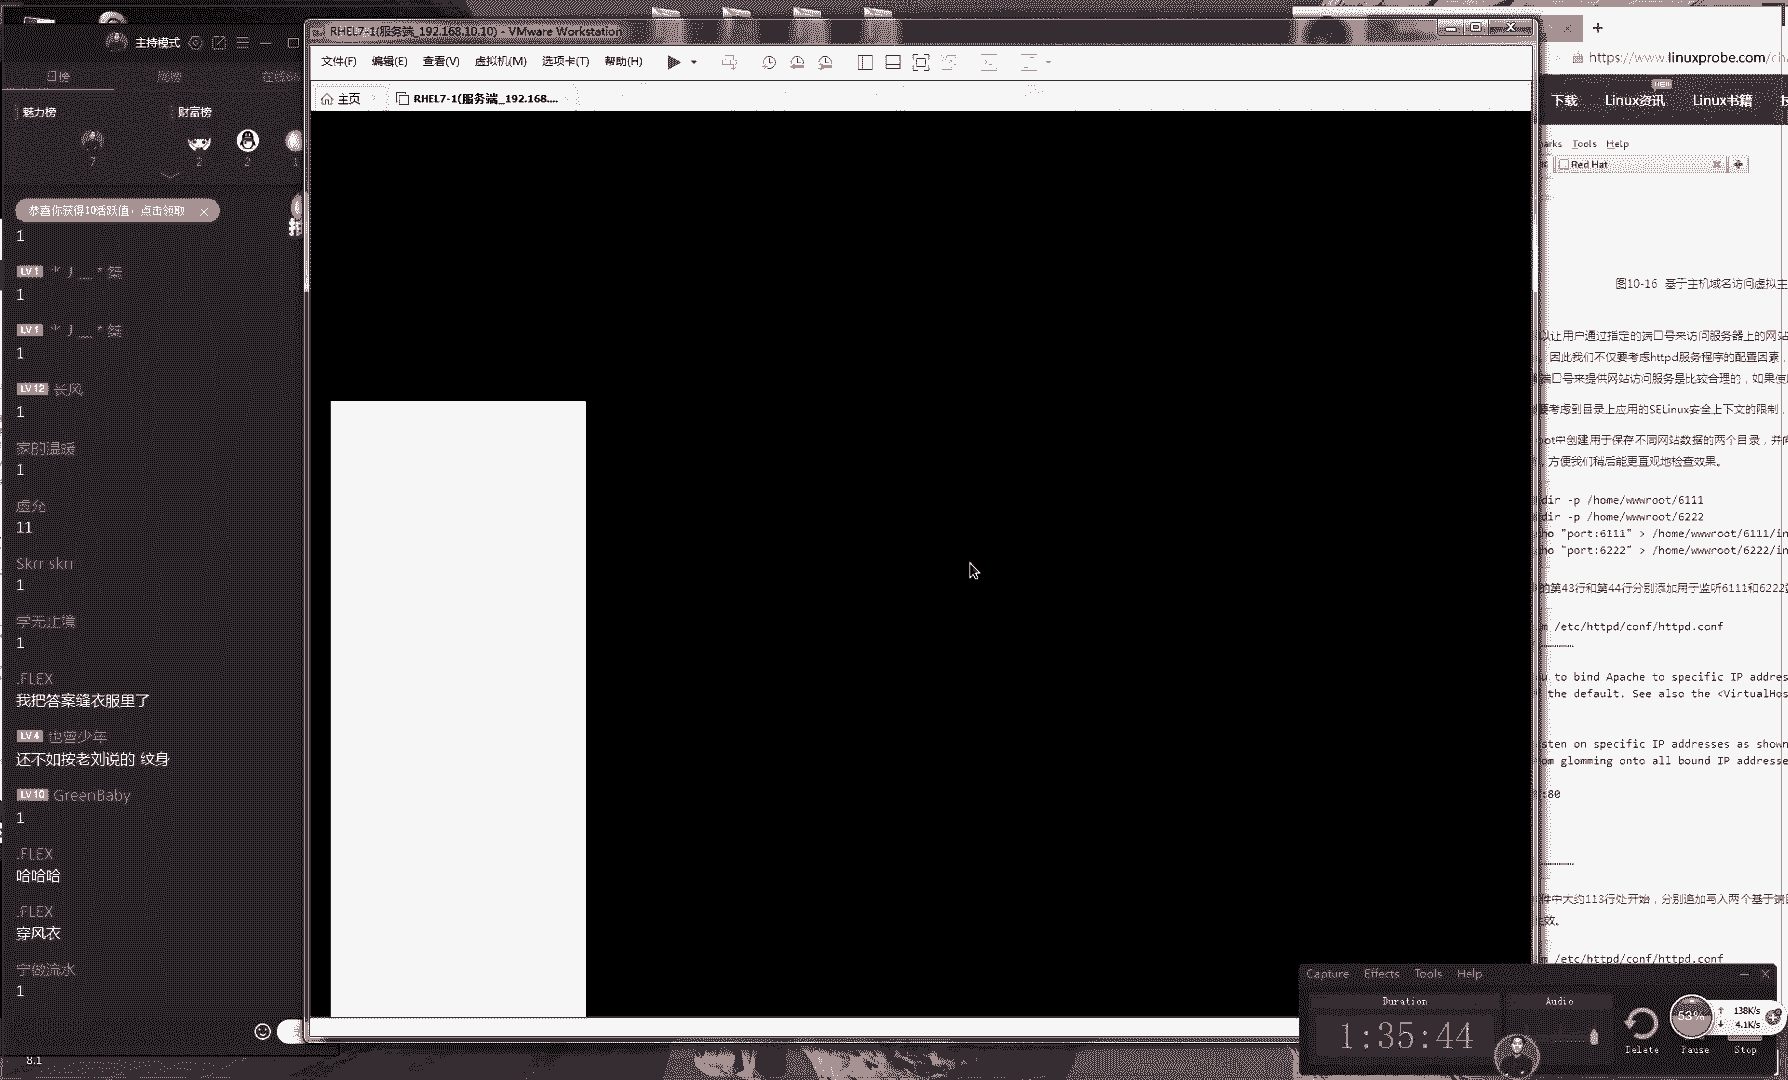 主持模式
日榜
在线68
魅力榜
财富榜
7
2
2
1
恭喜你获得10活跃值，点击领取
1
LV1
1
LV1
1
LV12 长风
1
家的温暖
1
虚允
11
Skrr skrr
1
学无止境
1
.FLEX
我把答案缝衣服里了
LV4 也曾少年
还不如按老刘说的 纹身
LV10 GreenBaby
1
.FLEX
哈哈哈
.FLEX
穿风衣
宁做流水
1
8.1
RHEL7-1(服务端_192.168.10.10) - VMware Workstation
文件(F) 编辑(E) 查看(V) 虚拟机(M) 选项卡(T) 帮助(H)
主页
RHEL7-1(服务端_192.168....
https://www.linuxprobe.com/ch
下载 Linux资讯 Linux书籍
arks Tools Help
Red Hat
图10-16 基于主机域名访问虚拟主
以让用户通过指定的端口号来访问服务器上的网站
因此我们不仅要考虑httpd服务程序的配置因素，
端口号来提供网站访问服务是比较合理的，如果使
要考虑到目录上应用的SELinux安全上下文的限制，
oot中创建用于保存不同网站数据的两个目录，并向
，方便我们稍后能更直观地检查效果。
dir -p /home/wwwroot/6111
dir -p /home/wwwroot/6222
ho "port:6111" > /home/wwwroot/6111/in
ho "port:6222" > /home/wwwroot/6222/in
的第43行和第44行分别添加用于监听6111和6222端
m /etc/httpd/conf/httpd.conf
u to bind Apache to specific IP addres
the default. See also the <VirtualHos
sten on specific IP addresses as shown
om glomming onto all bound IP addresse
:80
件中大约113行处开始，分别追加写入两个基于端口
效。
m /etc/httpd/conf/httpd.conf
Capture Effects Tools Help
Duration
Audio
1:35:44
53%
138K/s
4.1K/s
Delete
Pause
Stop